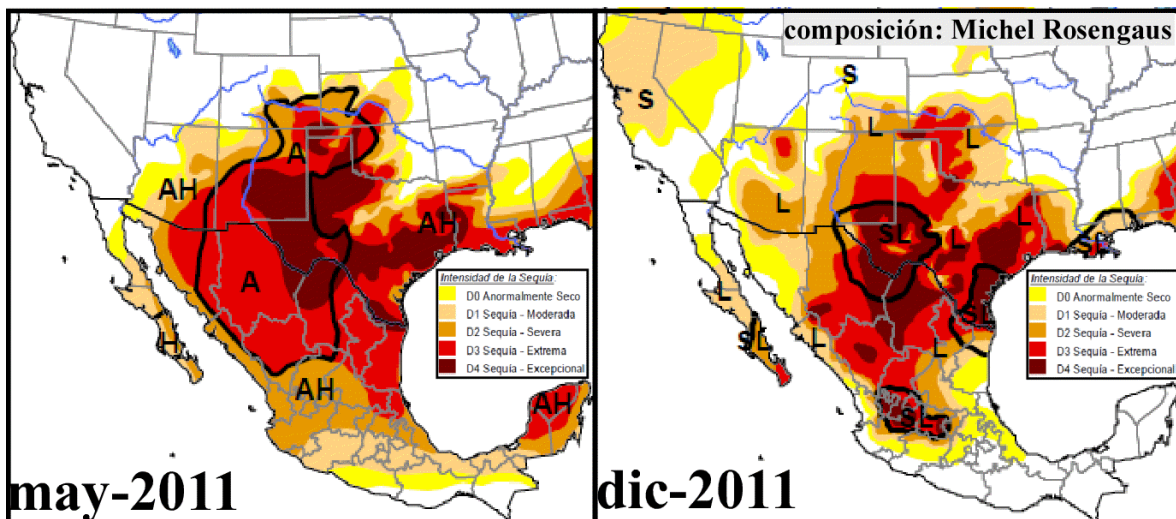 composición: Michel Rosengaus
A
AH
AH
A
H
AH
AH
Intensidad de la Sequía:
D0 Anormalmente Seco
D1 Sequía - Moderada
D2 Sequía - Severa
D3 Sequía - Extrema
D4 Sequía - Excepcional
may-2011
S
S
L
L
L
L
SL
L
SL
L
SL
SL
L
L
SL
Intensidad de la Sequía:
D0 Anormalmente Seco
D1 Sequía - Moderada
D2 Sequía - Severa
D3 Sequía - Extrema
D4 Sequía - Excepcional
dic-2011